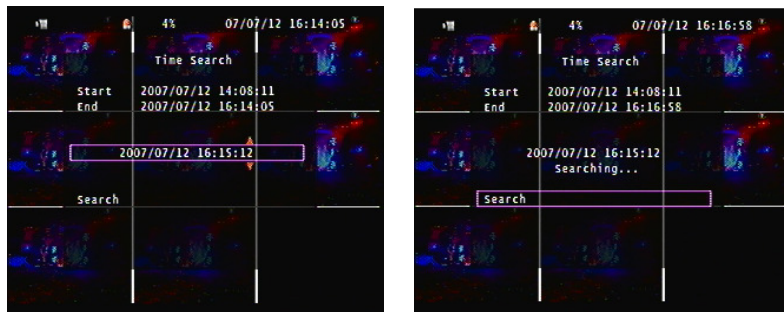 4% 07/07/12 16:14:05
Time Search
Start 2007/07/12 14:08:11
End 2007/07/12 16:14:05
2007/07/12 16:15:12
Search
4% 07/07/12 16:16:58
Time Search
Start 2007/07/12 14:08:11
End 2007/07/12 16:16:58
2007/07/12 16:15:12
Searching...
Search